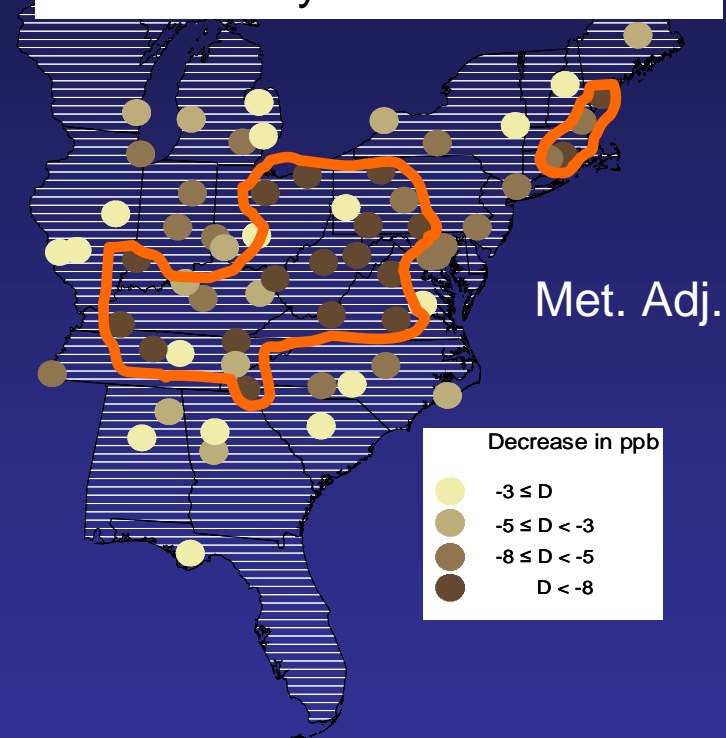 Met. Adj.
Decrease in ppb
-3 ≤ D
-5 ≤ D < -3
-8 ≤ D < -5
D < -8